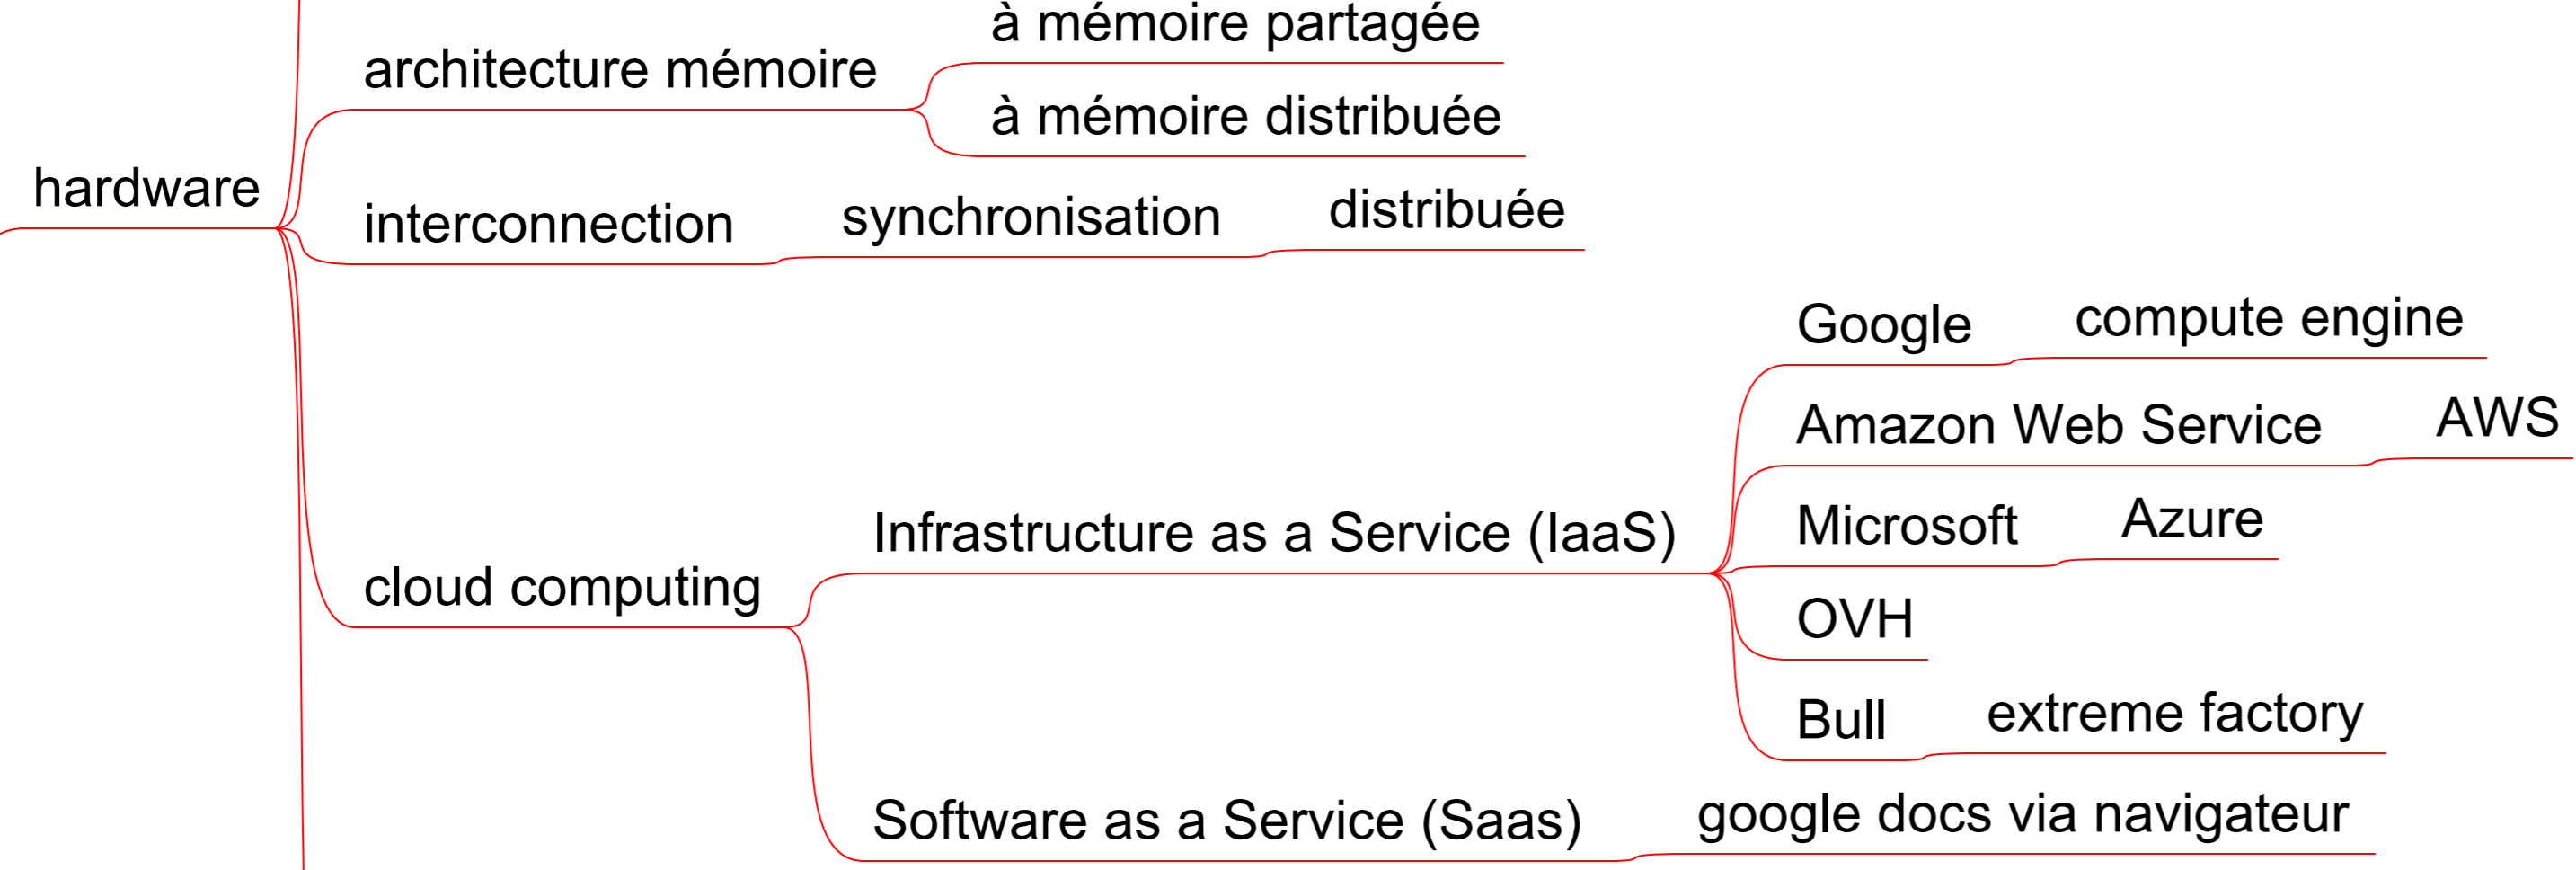 à mémoire partagée
architecture mémoire
à mémoire distribuée
hardware
interconnection
synchronisation
distribuée
Google
compute engine
Amazon Web Service
AWS
Microsoft
Azure
Infrastructure as a Service (IaaS)
cloud computing
OVH
Bull
extreme factory
Software as a Service (Saas)
google docs via navigateur